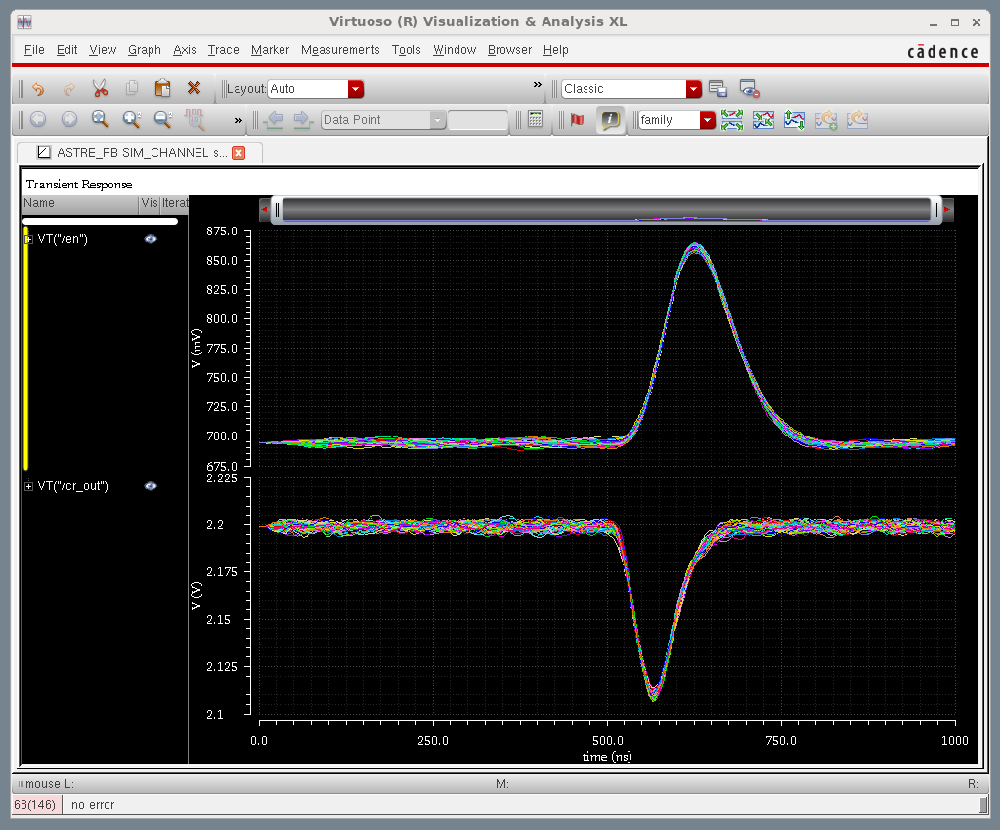 Virtuoso (R) Visualization & Analysis XL
File Edit View Graph Axis Trace Marker Measurements Tools Window Browser Help
cādence
Layout: Auto » Classic
» Data Point family
ASTRE_PB SIM_CHANNEL s...
Transient Response
Name Vis Iterat
VT("/en")
875.0
850.0
825.0
800.0
775.0
750.0
725.0
700.0
675.0
V (mV)
VT("/cr_out")
2.225
2.2
2.175
2.15
2.125
2.1
V (V)
0.0 250.0 500.0 750.0 1000
time (ns)
mouse L: M: R:
68(146) no error